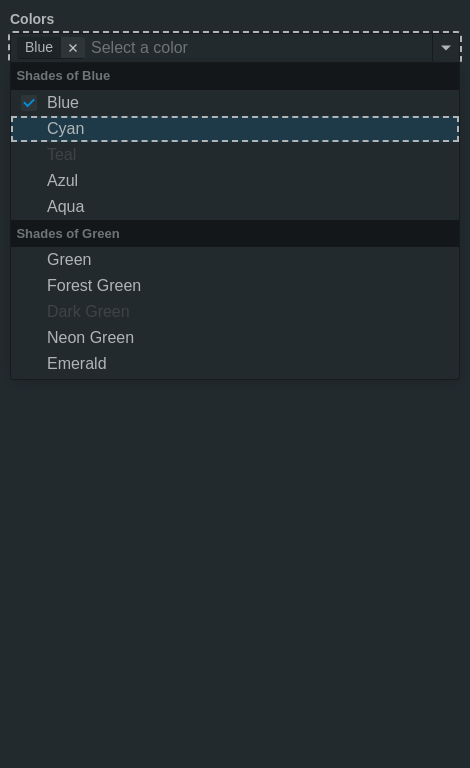 Colors
Blue Select a color
Shades of Blue
Blue
Cyan
Teal
Azul
Aqua
Shades of Green
Green
Forest Green
Dark Green
Neon Green
Emerald